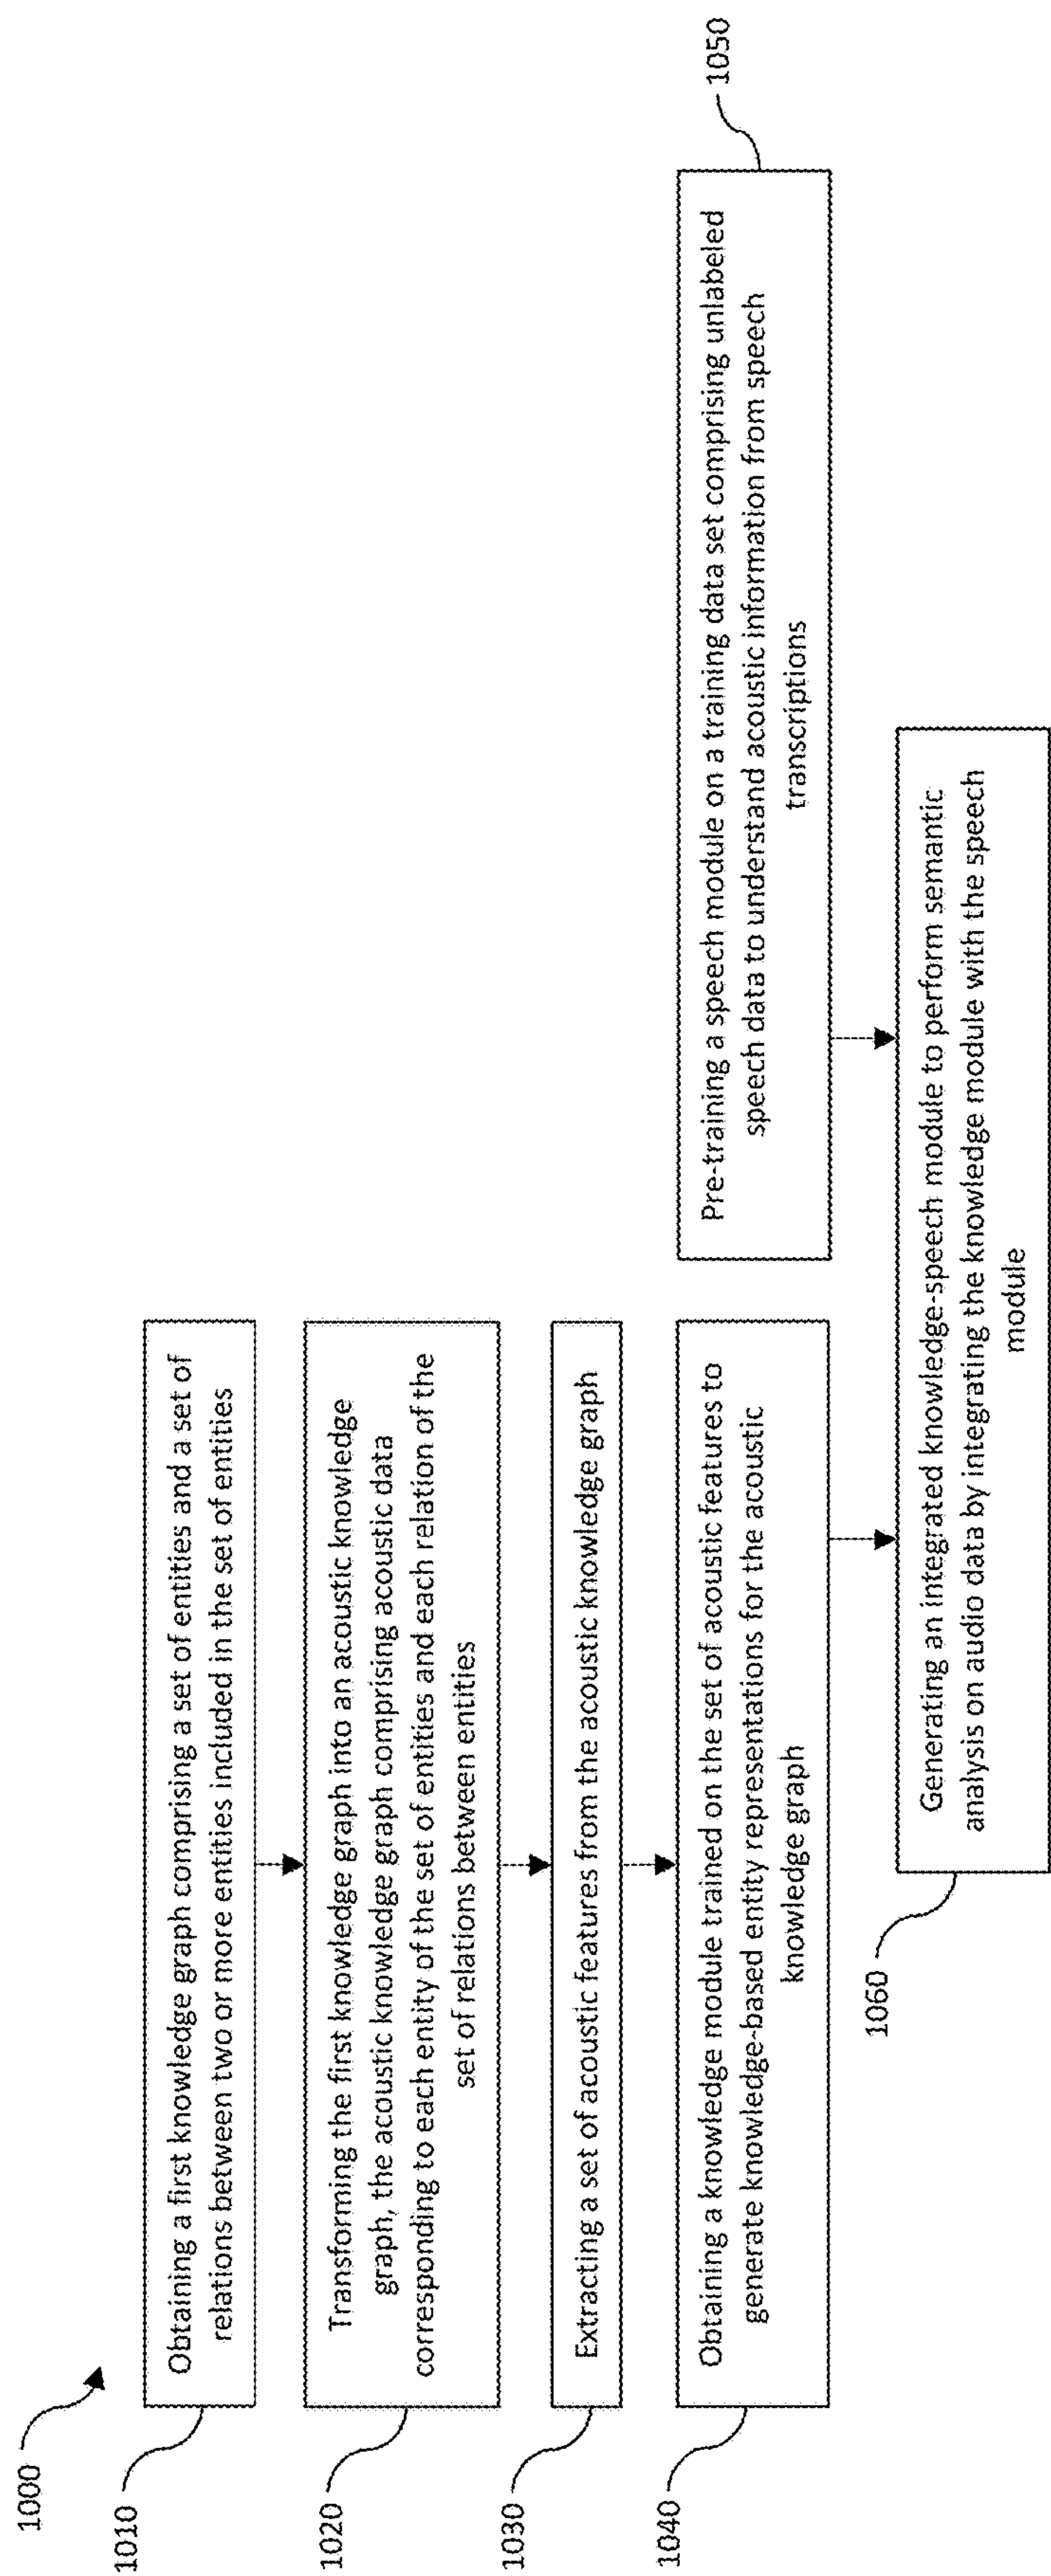 1000
1010
Obtaining a first knowledge graph comprising a set of entities and a set of
relations between two or more entities included in the set of entities
1020
Transforming the first knowledge graph into an acoustic knowledge
graph, the acoustic knowledge graph comprising acoustic data
corresponding to each entity of the set of entities and each relation of the
set of relations between entities
1030
Extracting a set of acoustic features from the acoustic knowledge graph
1040
Obtaining a knowledge module trained on the set of acoustic features to
generate knowledge-based entity representations for the acoustic
knowledge graph
1050
Pre-training a speech module on a training data set comprising unlabeled
speech data to understand acoustic information from speech
transcriptions
1060
Generating an integrated knowledge-speech module to perform semantic
analysis on audio data by integrating the knowledge module with the speech
module